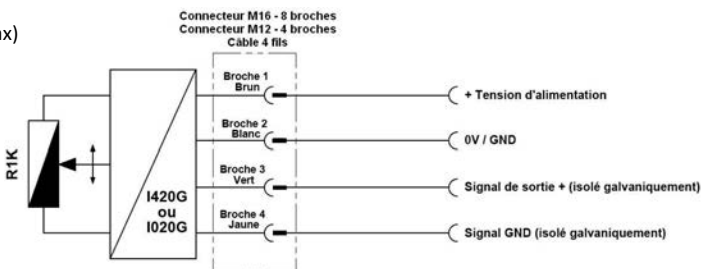 Connecteur M16 - 8 broches
Connecteur M12 - 4 broches
Câble 4 fils
Broche 1
Brun
+ Tension d'alimentation
Broche 2
Blanc
0V / GND
R1K
Broche 3
Vert
Signal de sortie + (isolé galvaniquement)
I420G
ou
I020G
Broche 4
Jaune
Signal GND (isolé galvaniquement)